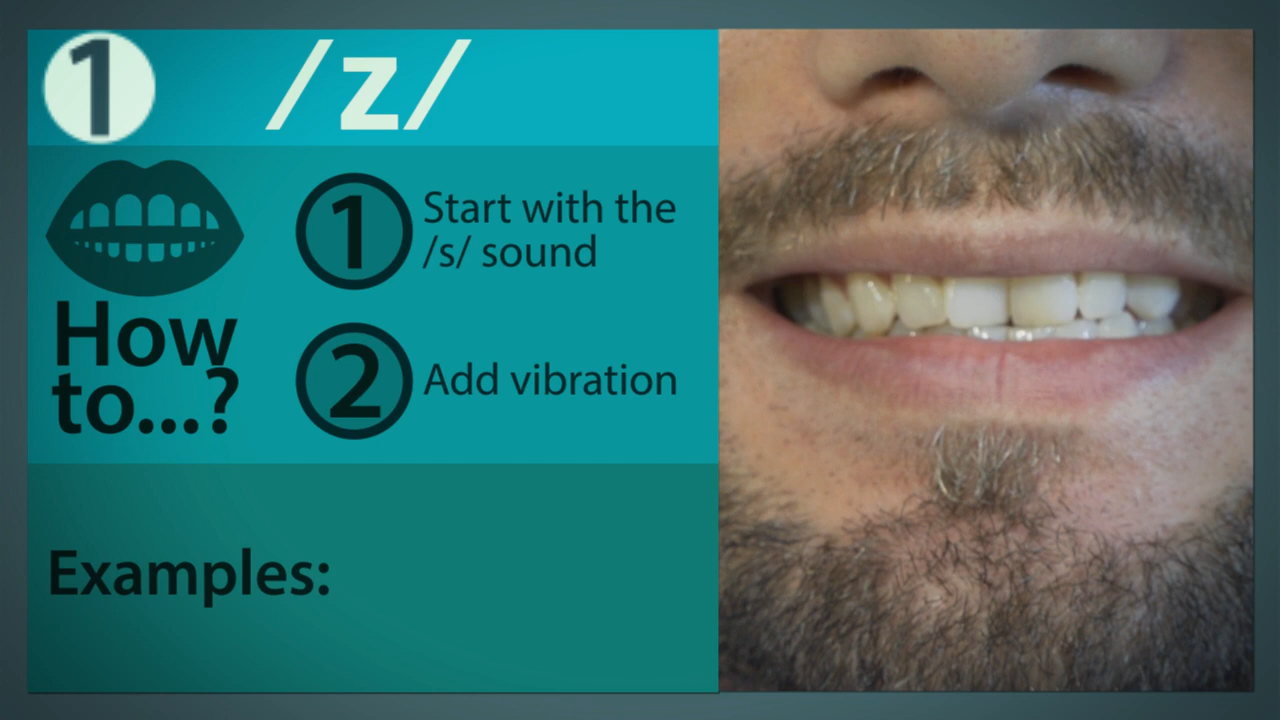 1 /z/
1 Start with the
/s/ sound
How
to...?
2 Add vibration
Examples: